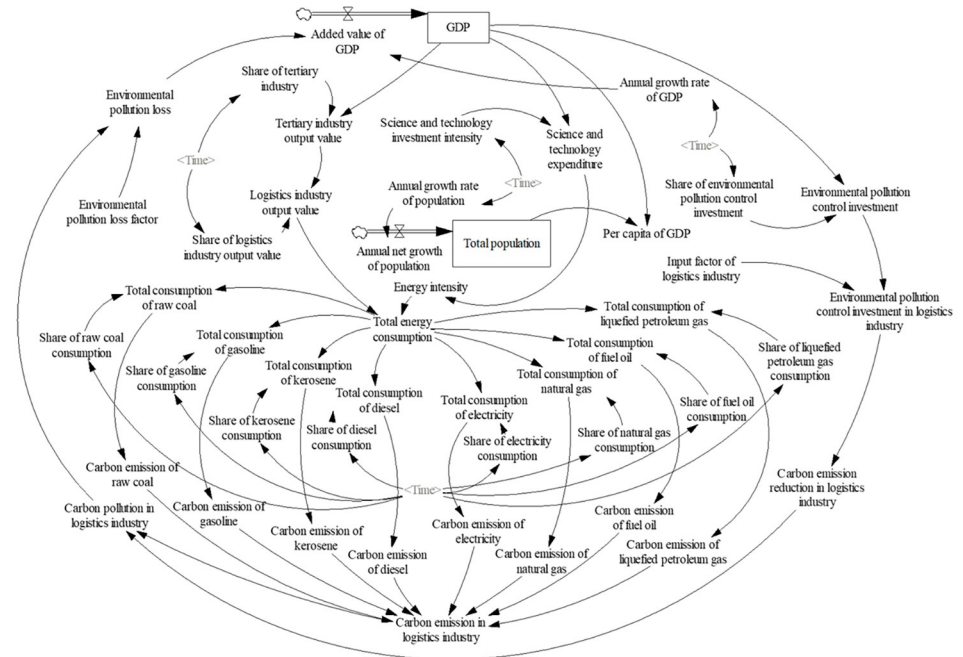 GDP
Added value of
GDP
Share of tertiary
industry
Annual growth rate
of GDP
Environmental
pollution loss
Tertiary industry
output value
Science and technology
investment intensity
Science and
technology
expenditure
<Time>
<Time>
<Time>
Share of environmental
pollution control
investment
Environmental pollution
control investment
Logistics industry
output value
Annual growth rate
of population
Environmental
pollution loss factor
Share of logistics
industry output value
Total population
Per capita of GDP
Annual net growth
of population
Input factor of
logistics industry
Energy intensity
Total consumption
of raw coal
Total consumption of
liquefied petroleum gas
Environmental pollution
control investment in logistics
industry
Total energy
consumption
Share of raw coal
consumption
Total consumption
of gasoline
Total consumption
of fuel oil
Share of liquefied
petroleum gas
consumption
Share of gasoline
consumption
Total consumption
of kerosene
Total consumption of
natural gas
Total consumption
of diesel
Total consumption
of electricity
Share of fuel oil
consumption
Share of kerosene
consumption
Share of diesel
consumption
Share of electricity
consumption
Share of natural gas
consumption
Carbon emission of
raw coal
Carbon emission
reduction in logistics
industry
<Time>
Carbon pollution in
logistics industry
Carbon emission of
gasoline
Carbon emission of
kerosene
Carbon emission
of diesel
Carbon emission of
electricity
Carbon emission of
natural gas
Carbon emission
of fuel oil
Carbon emission of
liquefied petroleum gas
Carbon emission in
logistics industry